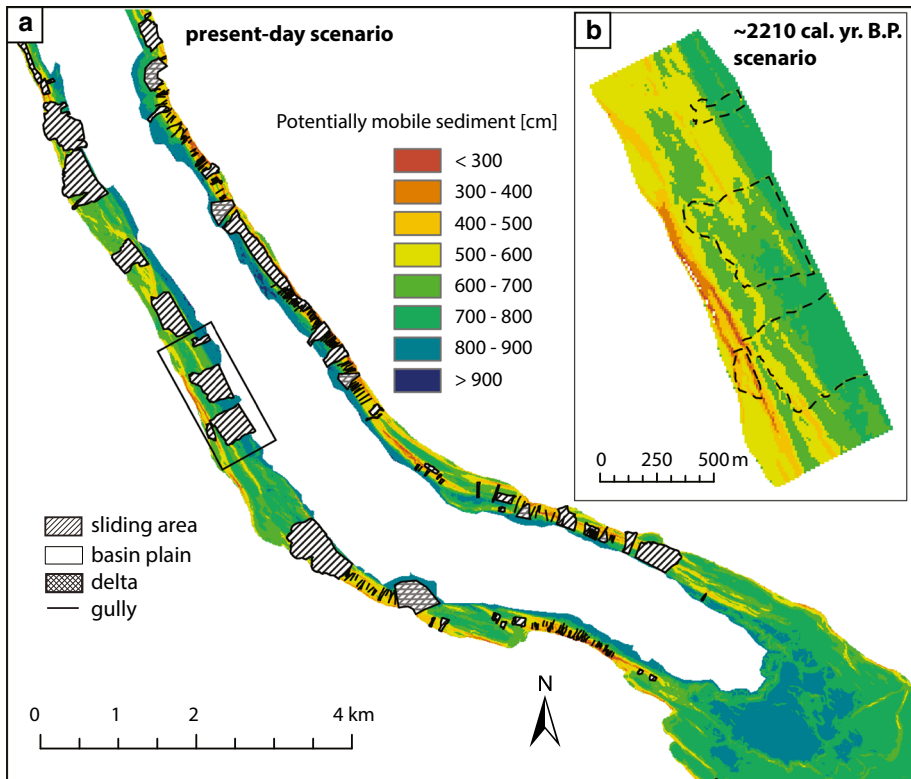 a
present-day scenario
b
~2210 cal. yr. B.P.
scenario
Potentially mobile sediment [cm]
< 300
300 - 400
400 - 500
500 - 600
600 - 700
700 - 800
800 - 900
> 900
0 250 500 m
sliding area
basin plain
delta
gully
N
0 1 2 4 km